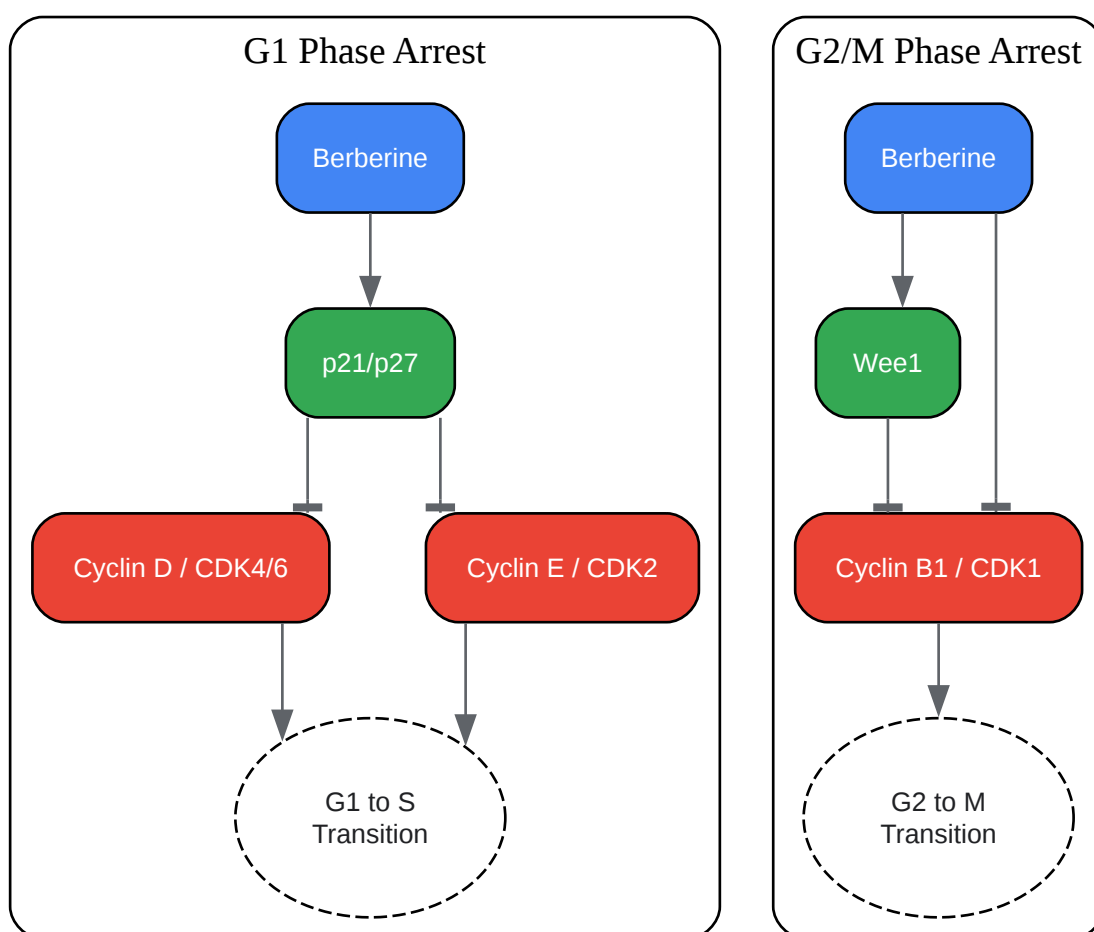 G1 Phase Arrest
Berberine
p21/p27
Cyclin D / CDK4/6
Cyclin E / CDK2
G1 to S
Transition
G2/M Phase Arrest
Berberine
Wee1
Cyclin B1 / CDK1
G2 to M
Transition